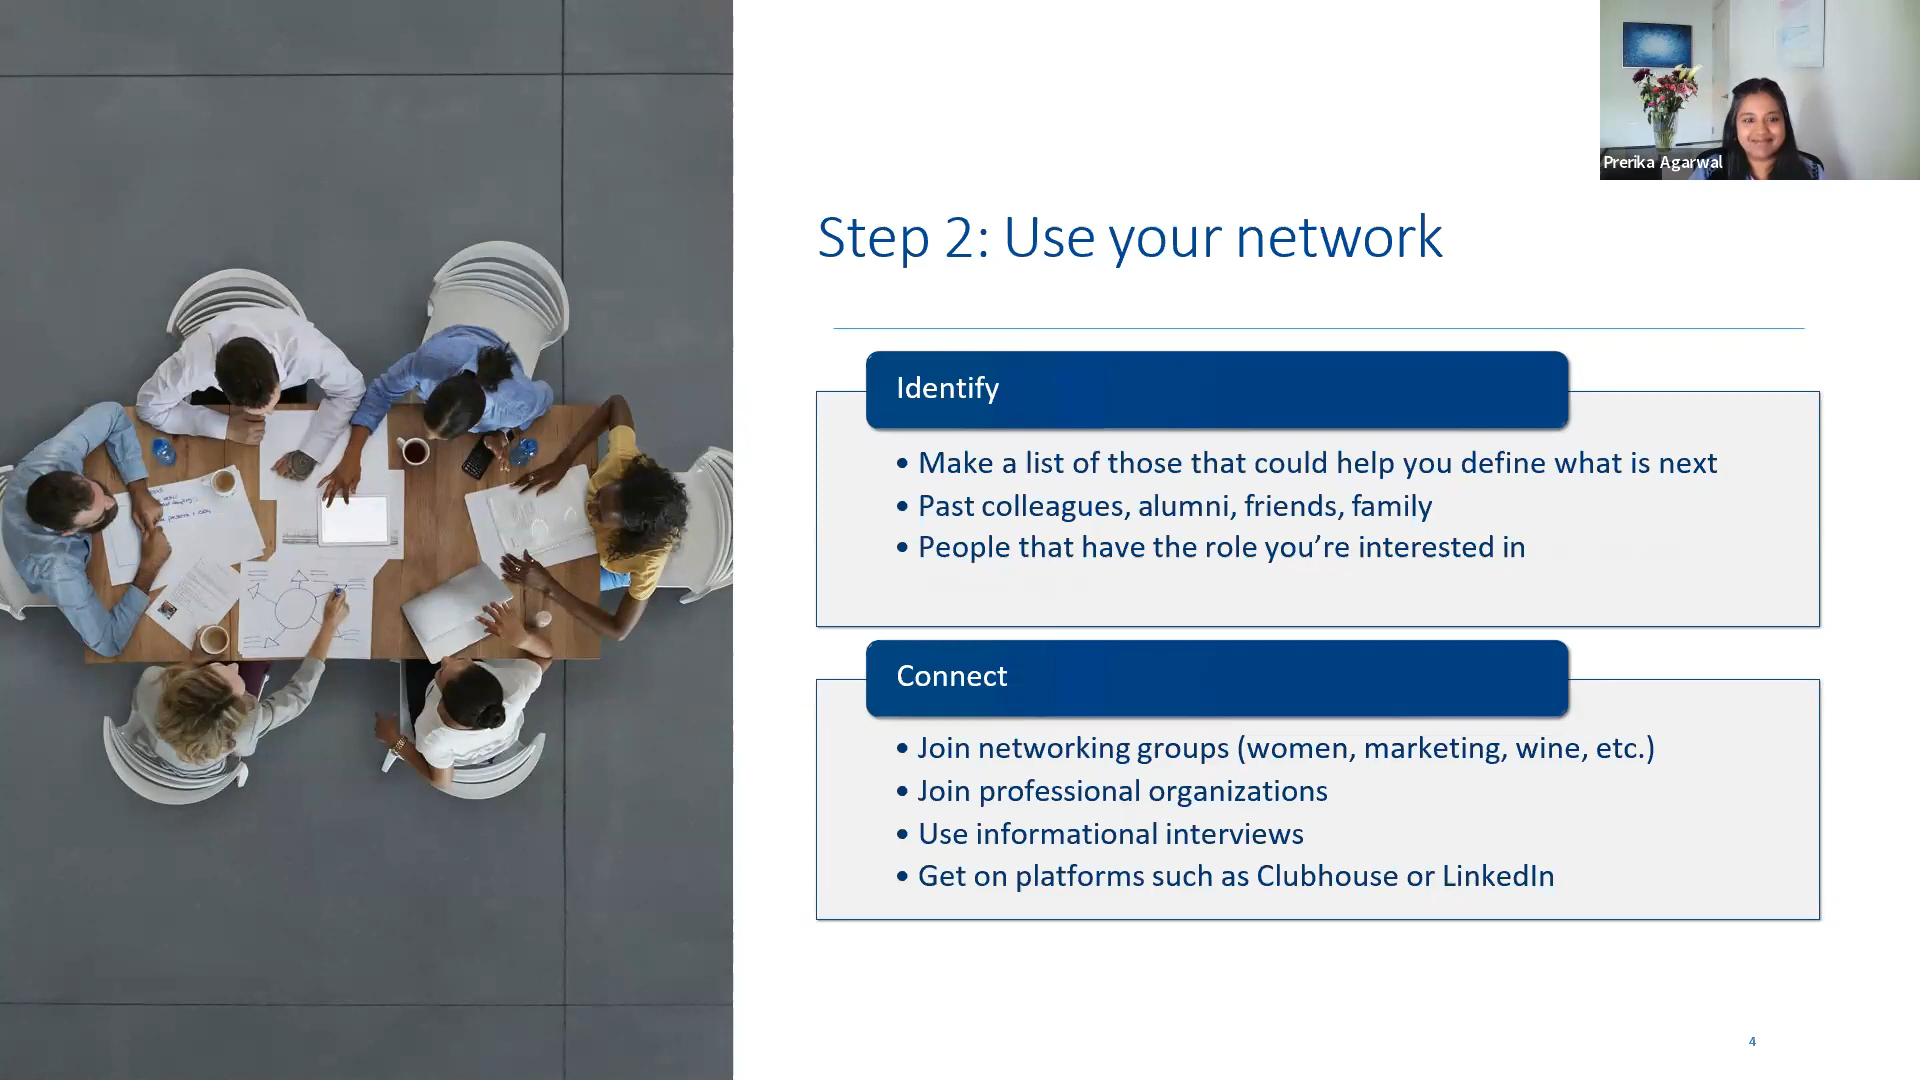 Prerika Agarwal
Step 2: Use your network
Identify
• Make a list of those that could help you define what is next
• Past colleagues, alumni, friends, family
• People that have the role you’re interested in
Connect
• Join networking groups (women, marketing, wine, etc.)
• Join professional organizations
• Use informational interviews
• Get on platforms such as Clubhouse or LinkedIn
4